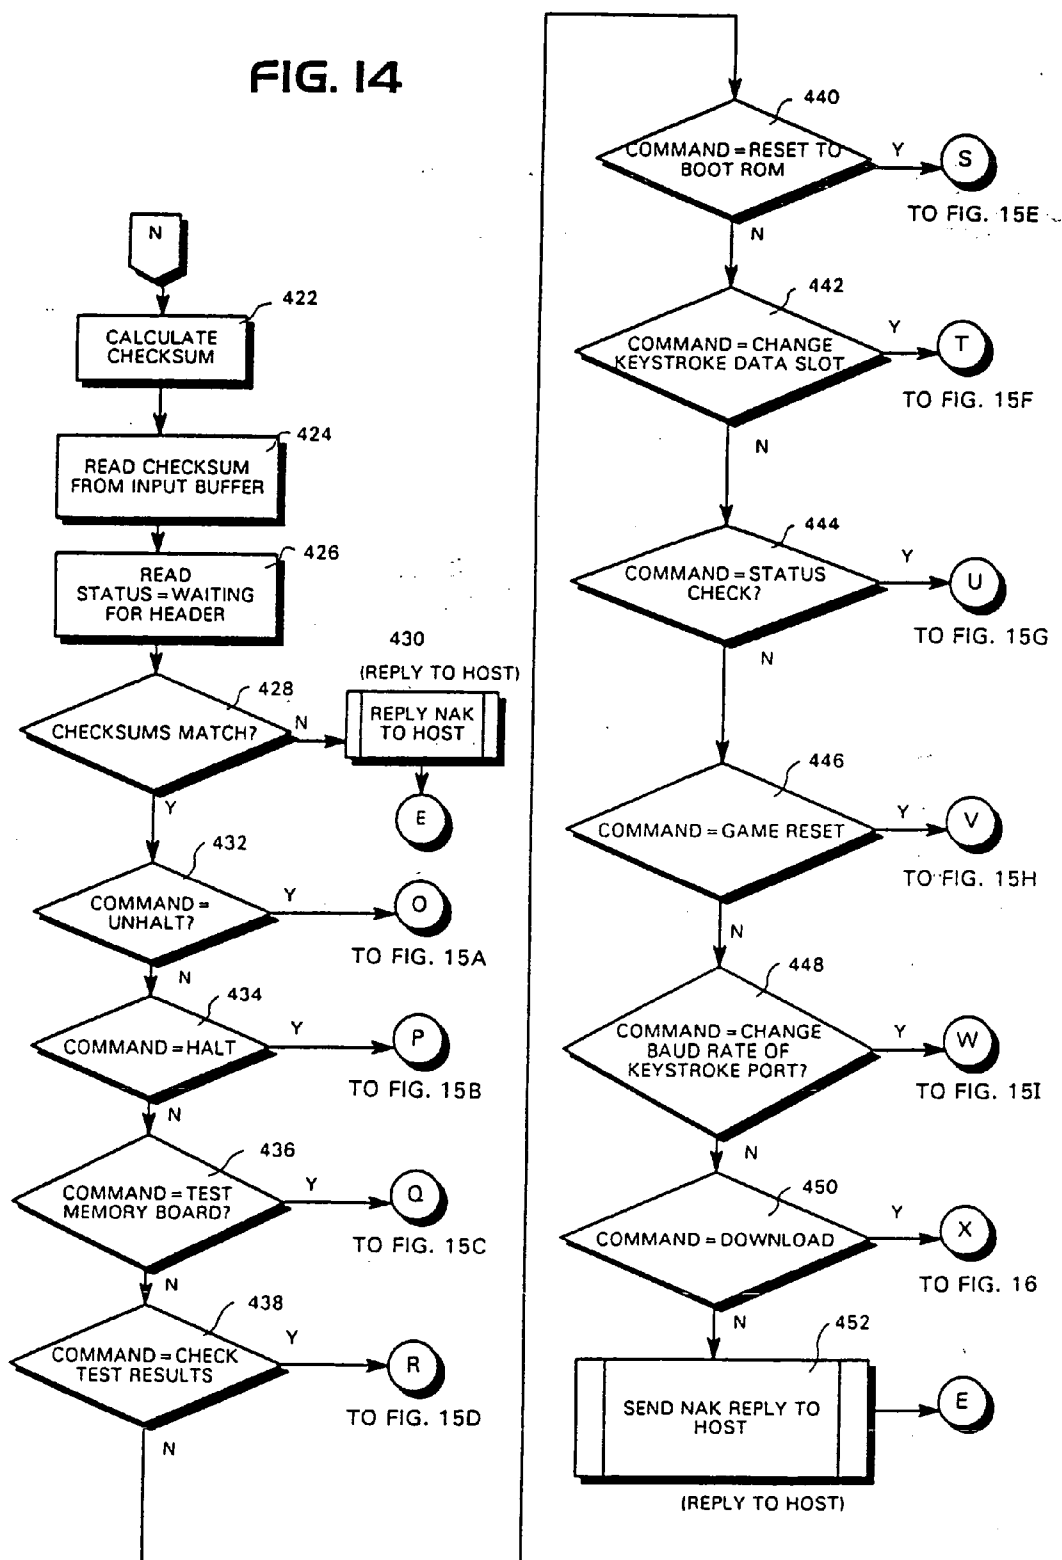 FIG. 14
N
422
CALCULATE
CHECKSUM
424
READ CHECKSUM
FROM INPUT BUFFER
426
READ
STATUS = WAITING
FOR HEADER
430
(REPLY TO HOST)
428
CHECKSUMS MATCH?
N
REPLY NAK
TO HOST
E
Y
432
COMMAND =
UNHALT?
Y
O
TO FIG. 15A
N
434
COMMAND = HALT
Y
P
TO FIG. 15B
N
436
COMMAND = TEST
MEMORY BOARD?
Y
Q
TO FIG. 15C
N
438
COMMAND = CHECK
TEST RESULTS
Y
R
TO FIG. 15D
N
440
COMMAND = RESET TO
BOOT ROM
Y
S
TO FIG. 15E
N
442
COMMAND = CHANGE
KEYSTROKE DATA SLOT
Y
T
TO FIG. 15F
N
444
COMMAND = STATUS
CHECK?
Y
U
TO FIG. 15G
N
446
COMMAND = GAME RESET
Y
V
TO FIG. 15H
N
448
COMMAND = CHANGE
BAUD RATE OF
KEYSTROKE PORT?
Y
W
TO FIG. 15I
N
450
COMMAND = DOWNLOAD
Y
X
TO FIG. 16
N
452
SEND NAK REPLY TO
HOST
E
(REPLY TO HOST)